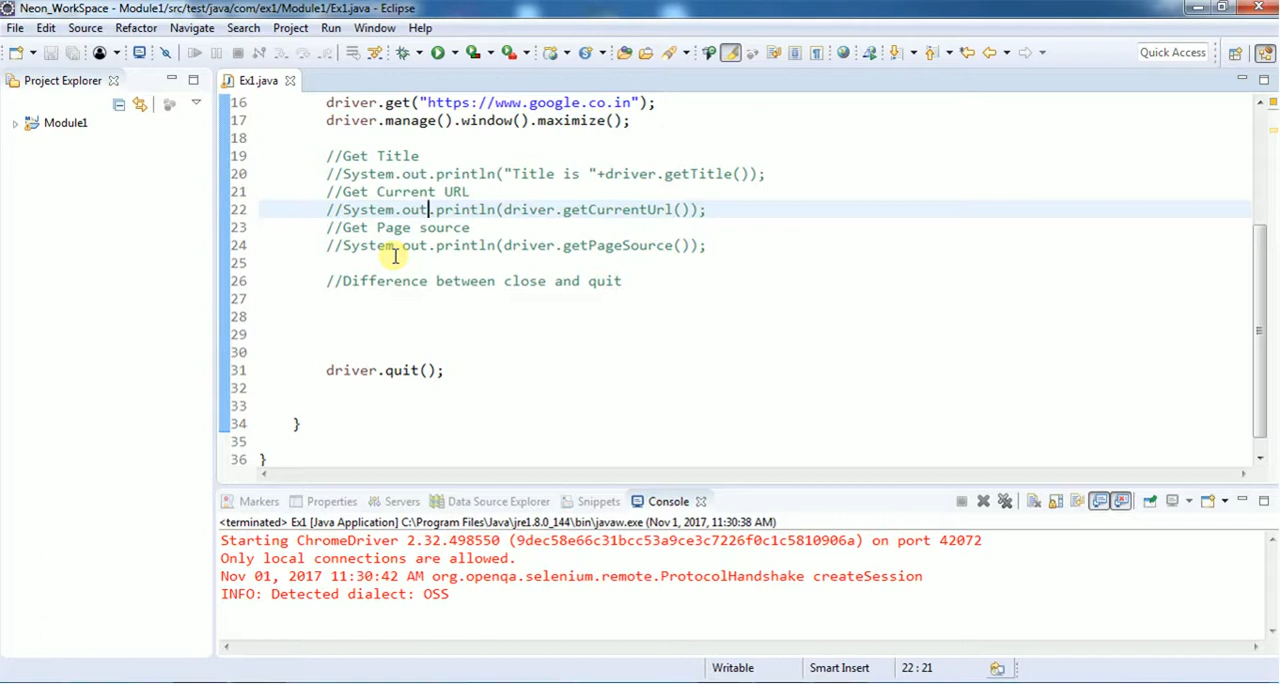 Neon_WorkSpace - Module1/src/test/java/com/ex1/Module1/Ex1.java - Eclipse
File Edit Source Refactor Navigate Search Project Run Window Help
Quick Access
Project Explorer
Ex1.java
Module1
16 driver.get("https://www.google.co.in");
17 driver.manage().window().maximize();
18
19 //Get Title
20 //System.out.println("Title is "+driver.getTitle());
21 //Get Current URL
22 //System.out.println(driver.getCurrentUrl());
23 //Get Page source
24 //System.out.println(driver.getPageSource());
25
26 //Difference between close and quit
27
28
29
30
31 driver.quit();
32
33
34 }
35
36 }
Markers Properties Servers Data Source Explorer Snippets Console
<terminated> Ex1 [Java Application] C:\Program Files\Java\jre1.8.0_144\bin\javaw.exe (Nov 1, 2017, 11:30:38 AM)
Starting ChromeDriver 2.32.498550 (9dec58e66c31bcc53a9ce3c7226f0c1c5810906a) on port 42072
Only local connections are allowed.
Nov 01, 2017 11:30:42 AM org.openqa.selenium.remote.ProtocolHandshake createSession
INFO: Detected dialect: OSS
Writable Smart Insert 22 : 21